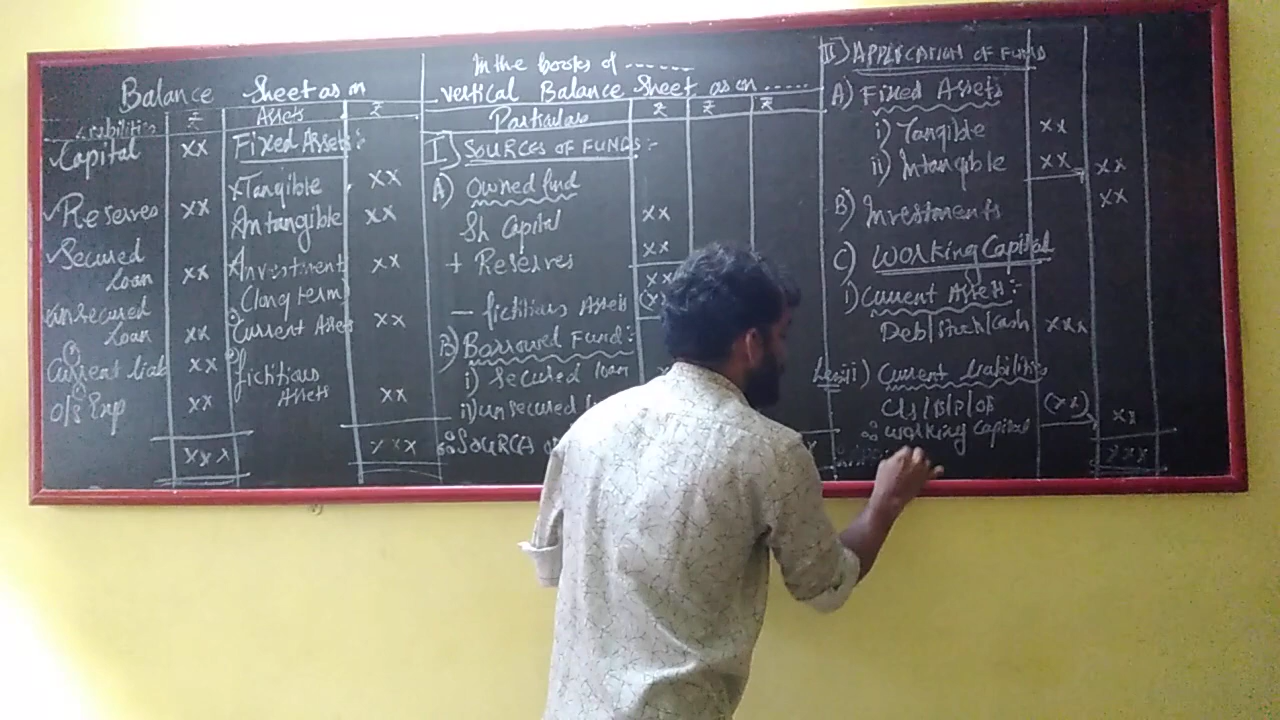 Balance Sheet as on
Liabilities ₹ Assets ₹
Capital xx Fixed Assets:-
Tangible xx
Reserves xx Intangible xx
Secured Loan xx Investment (long term) xx
Unsecured Loan xx Current Assets xx
Current Liab xx fictitious Assets xx
O/s Exp xx
xxx xxx
In the books of ......
Vertical Balance Sheet as on .....
Particulars ₹ ₹ ₹
I) SOURCES OF FUNDS:-
A) Owned fund
Sh Capital xx
+ Reserves xx
xx
- fictitious Assets (x
B) Borrowed Fund:-
i) Secured loan
ii) unsecured
∴ SOURCE
II) APPLICATION OF FUND
A) Fixed Assets
i) Tangible xx
ii) Intangible xx xx
B) Investments xx
C) Working Capital
i) Current Assets:-
Deb/stock/cash xxx
Less ii) Current Liabilities
(xx) xx
∴ Working Capital
xxx